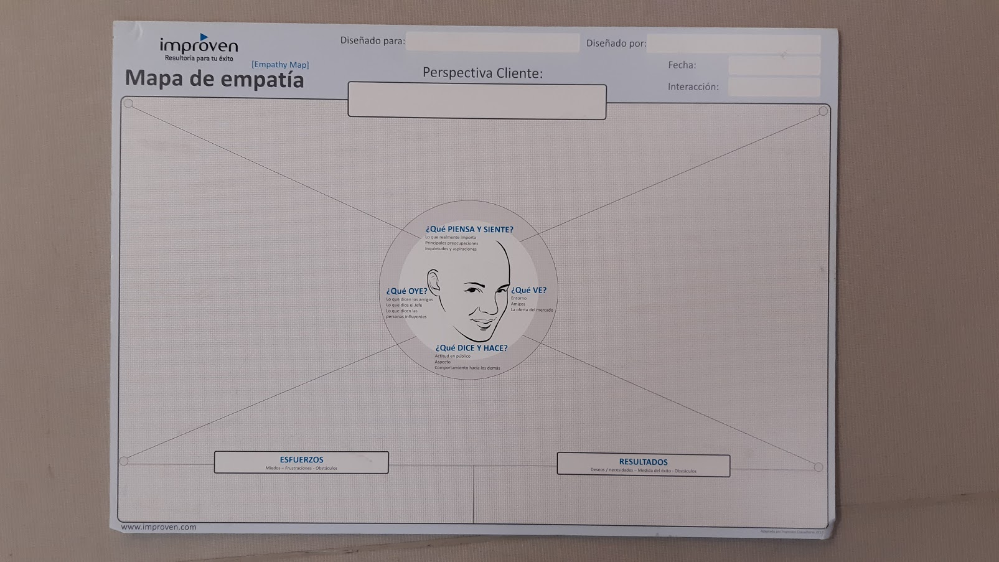 improven
Resultoría para tu éxito
[Empathy Map]
Mapa de empatía
Diseñado para:
Diseñado por:
Perspectiva Cliente:
Fecha:
Interacción:
¿Qué PIENSA Y SIENTE?
Lo que realmente importa
Principales preocupaciones
Inquietudes y aspiraciones
¿Qué OYE?
Lo que dicen los amigos
Lo que dice el Jefe
Lo que dicen las
personas influyentes
¿Qué VE?
Entorno
Amigos
La oferta del mercado
¿Qué DICE Y HACE?
Actitud en público
Aspecto
Comportamiento hacía los demás
ESFUERZOS
Miedos – Frustraciones - Obstáculos
RESULTADOS
Deseos / necesidades – Medida del éxito - Obstáculos
www.improven.com
Adaptado por Improven